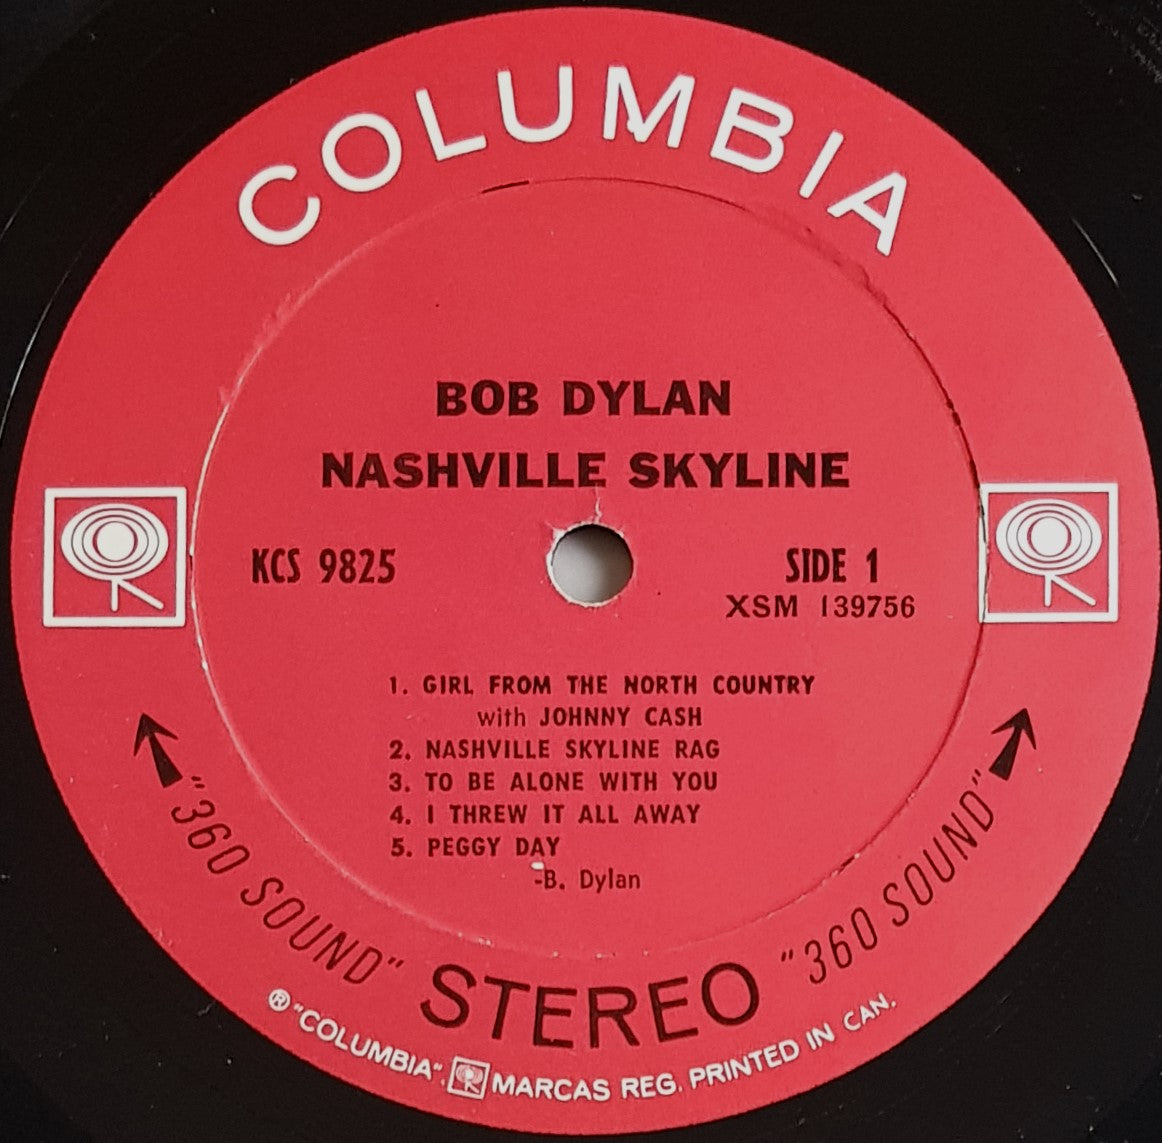 COLUMBIA
BOB DYLAN
NASHVILLE SKYLINE
KCS 9825
SIDE 1
XSM 139756
1. GIRL FROM THE NORTH COUNTRY
with JOHNNY CASH
2. NASHVILLE SKYLINE RAG
3. TO BE ALONE WITH YOU
4. I THREW IT ALL AWAY
5. PEGGY DAY
-B. Dylan
"360 SOUND" STEREO "360 SOUND"
® "COLUMBIA", MARCAS REG. PRINTED IN CAN.